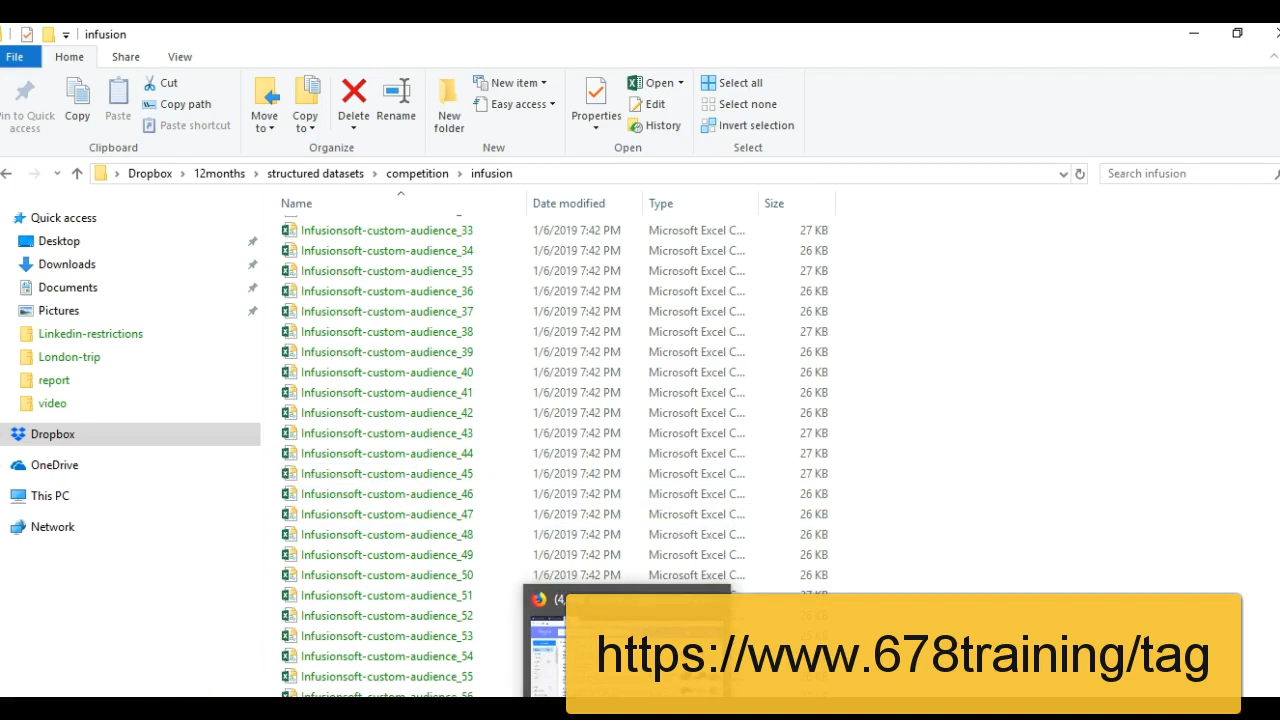 infusion
File Home Share View
Cut
Copy path
Paste shortcut
Copy Paste
access
Clipboard
Move to Copy to Delete Rename
Organize
New folder
New item
Easy access
New
Properties
Open
Edit
History
Open
Select all
Select none
Invert selection
Select
Dropbox > 12months > structured datasets > competition > infusion
Search infusion
Name Date modified Type Size
Quick access
Desktop
Downloads
Documents
Pictures
Linkedin-restrictions
London-trip
report
video
Dropbox
OneDrive
This PC
Network
Infusionsoft-custom-audience_33 1/6/2019 7:42 PM Microsoft Excel C... 27 KB
Infusionsoft-custom-audience_34 1/6/2019 7:42 PM Microsoft Excel C... 26 KB
Infusionsoft-custom-audience_35 1/6/2019 7:42 PM Microsoft Excel C... 27 KB
Infusionsoft-custom-audience_36 1/6/2019 7:42 PM Microsoft Excel C... 26 KB
Infusionsoft-custom-audience_37 1/6/2019 7:42 PM Microsoft Excel C... 26 KB
Infusionsoft-custom-audience_38 1/6/2019 7:42 PM Microsoft Excel C... 27 KB
Infusionsoft-custom-audience_39 1/6/2019 7:42 PM Microsoft Excel C... 26 KB
Infusionsoft-custom-audience_40 1/6/2019 7:42 PM Microsoft Excel C... 26 KB
Infusionsoft-custom-audience_41 1/6/2019 7:42 PM Microsoft Excel C... 27 KB
Infusionsoft-custom-audience_42 1/6/2019 7:42 PM Microsoft Excel C... 26 KB
Infusionsoft-custom-audience_43 1/6/2019 7:42 PM Microsoft Excel C... 27 KB
Infusionsoft-custom-audience_44 1/6/2019 7:42 PM Microsoft Excel C... 27 KB
Infusionsoft-custom-audience_45 1/6/2019 7:42 PM Microsoft Excel C... 26 KB
Infusionsoft-custom-audience_46 1/6/2019 7:42 PM Microsoft Excel C... 26 KB
Infusionsoft-custom-audience_47 1/6/2019 7:42 PM Microsoft Excel C... 26 KB
Infusionsoft-custom-audience_48 1/6/2019 7:42 PM Microsoft Excel C... 26 KB
Infusionsoft-custom-audience_49 1/6/2019 7:42 PM Microsoft Excel C... 26 KB
Infusionsoft-custom-audience_50 1/6/2019 7:42 PM Microsoft Excel C... 26 KB
Infusionsoft-custom-audience_51
Infusionsoft-custom-audience_52
Infusionsoft-custom-audience_53
Infusionsoft-custom-audience_54
Infusionsoft-custom-audience_55
Infusionsoft-custom-audience_56
(4,
https://www.678training/tag